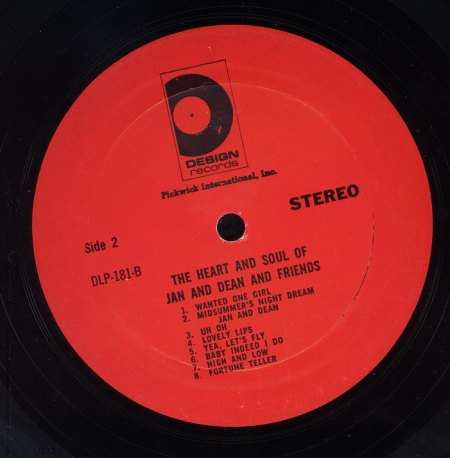 DESIGN
records
Pickwick International, Inc.
STEREO
Side 2
DLP-181-B
THE HEART AND SOUL OF
JAN AND DEAN AND FRIENDS
1. WANTED ONE GIRL
2. MIDSUMMER'S NIGHT DREAM
JAN AND DEAN
3. UH OH
4. LOVELY LIPS
5. YEA, LET'S FLY
6. BABY INDEED I DO
7. HIGH AND LOW
8. FORTUNE TELLER